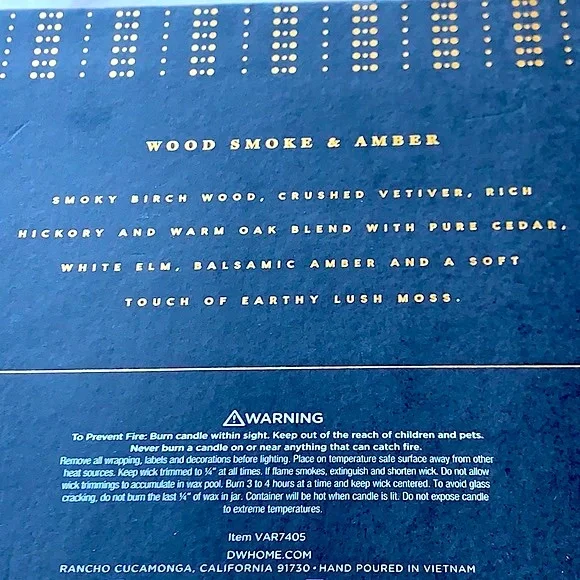 WOOD SMOKE & AMBER
SMOKY BIRCH WOOD, CRUSHED VETIVER, RICH
HICKORY AND WARM OAK BLEND WITH PURE CEDAR,
WHITE ELM, BALSAMIC AMBER AND A SOFT
TOUCH OF EARTHY LUSH MOSS.
⚠WARNING
To Prevent Fire: Burn candle within sight. Keep out of the reach of children and pets.
Never burn a candle on or near anything that can catch fire.
Remove all wrapping, labels and decorations before lighting. Place on temperature safe surface away from other
heat sources. Keep wick trimmed to ¼" at all times. If flame smokes, extinguish and shorten wick. Do not allow
wick trimmings to accumulate in wax pool. Burn 3 to 4 hours at a time and keep wick centered. To avoid glass
cracking, do not burn the last ¼" of wax in jar. Container will be hot when candle is lit. Do not expose candle
to extreme temperatures.
Item VAR7405
DWHOME.COM
RANCHO CUCAMONGA, CALIFORNIA 91730 • HAND POURED IN VIETNAM